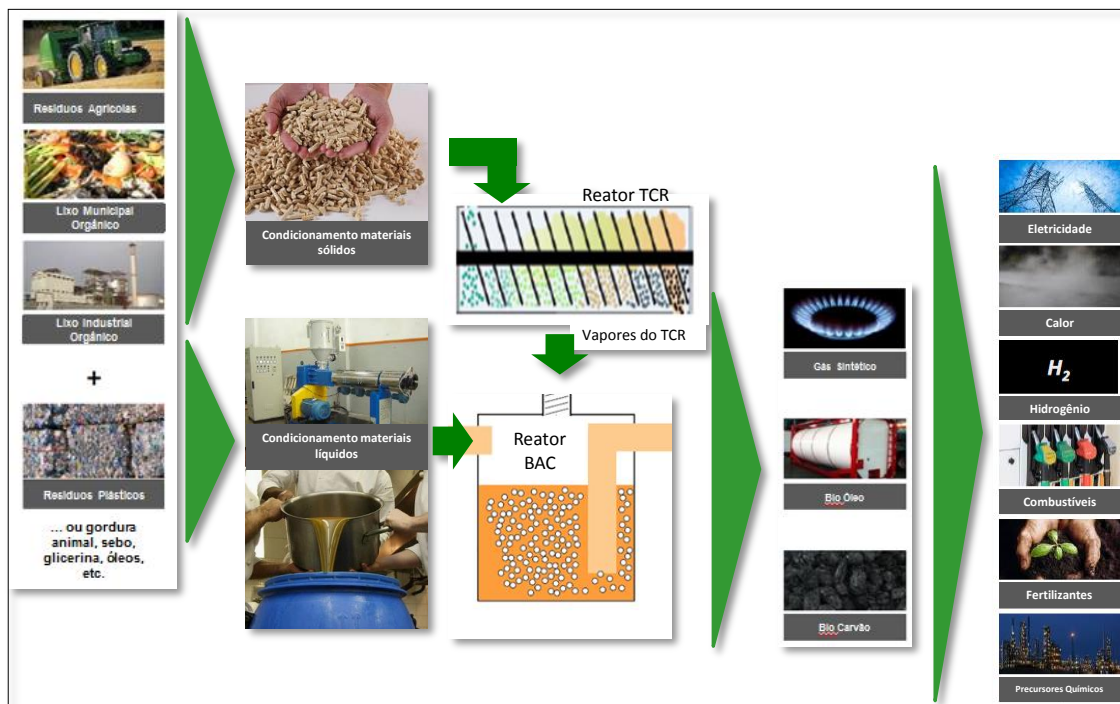 Residuos Agrícolas
Lixo Municipal
Orgânico
Lixo Industrial
Orgânico
+
Resíduos Plásticos
... ou gordura
animal, sebo,
glicerina, óleos,
etc.
Condicionamento materiais
sólidos
Condicionamento materiais
líquidos
Reator TCR
Vapores do TCR
Reator
BAC
Gás Sintético
Bio Óleo
Bio Carvão
Eletricidade
Calor
H2
Hidrogênio
Combustíveis
Fertilizantes
Precursores Químicos